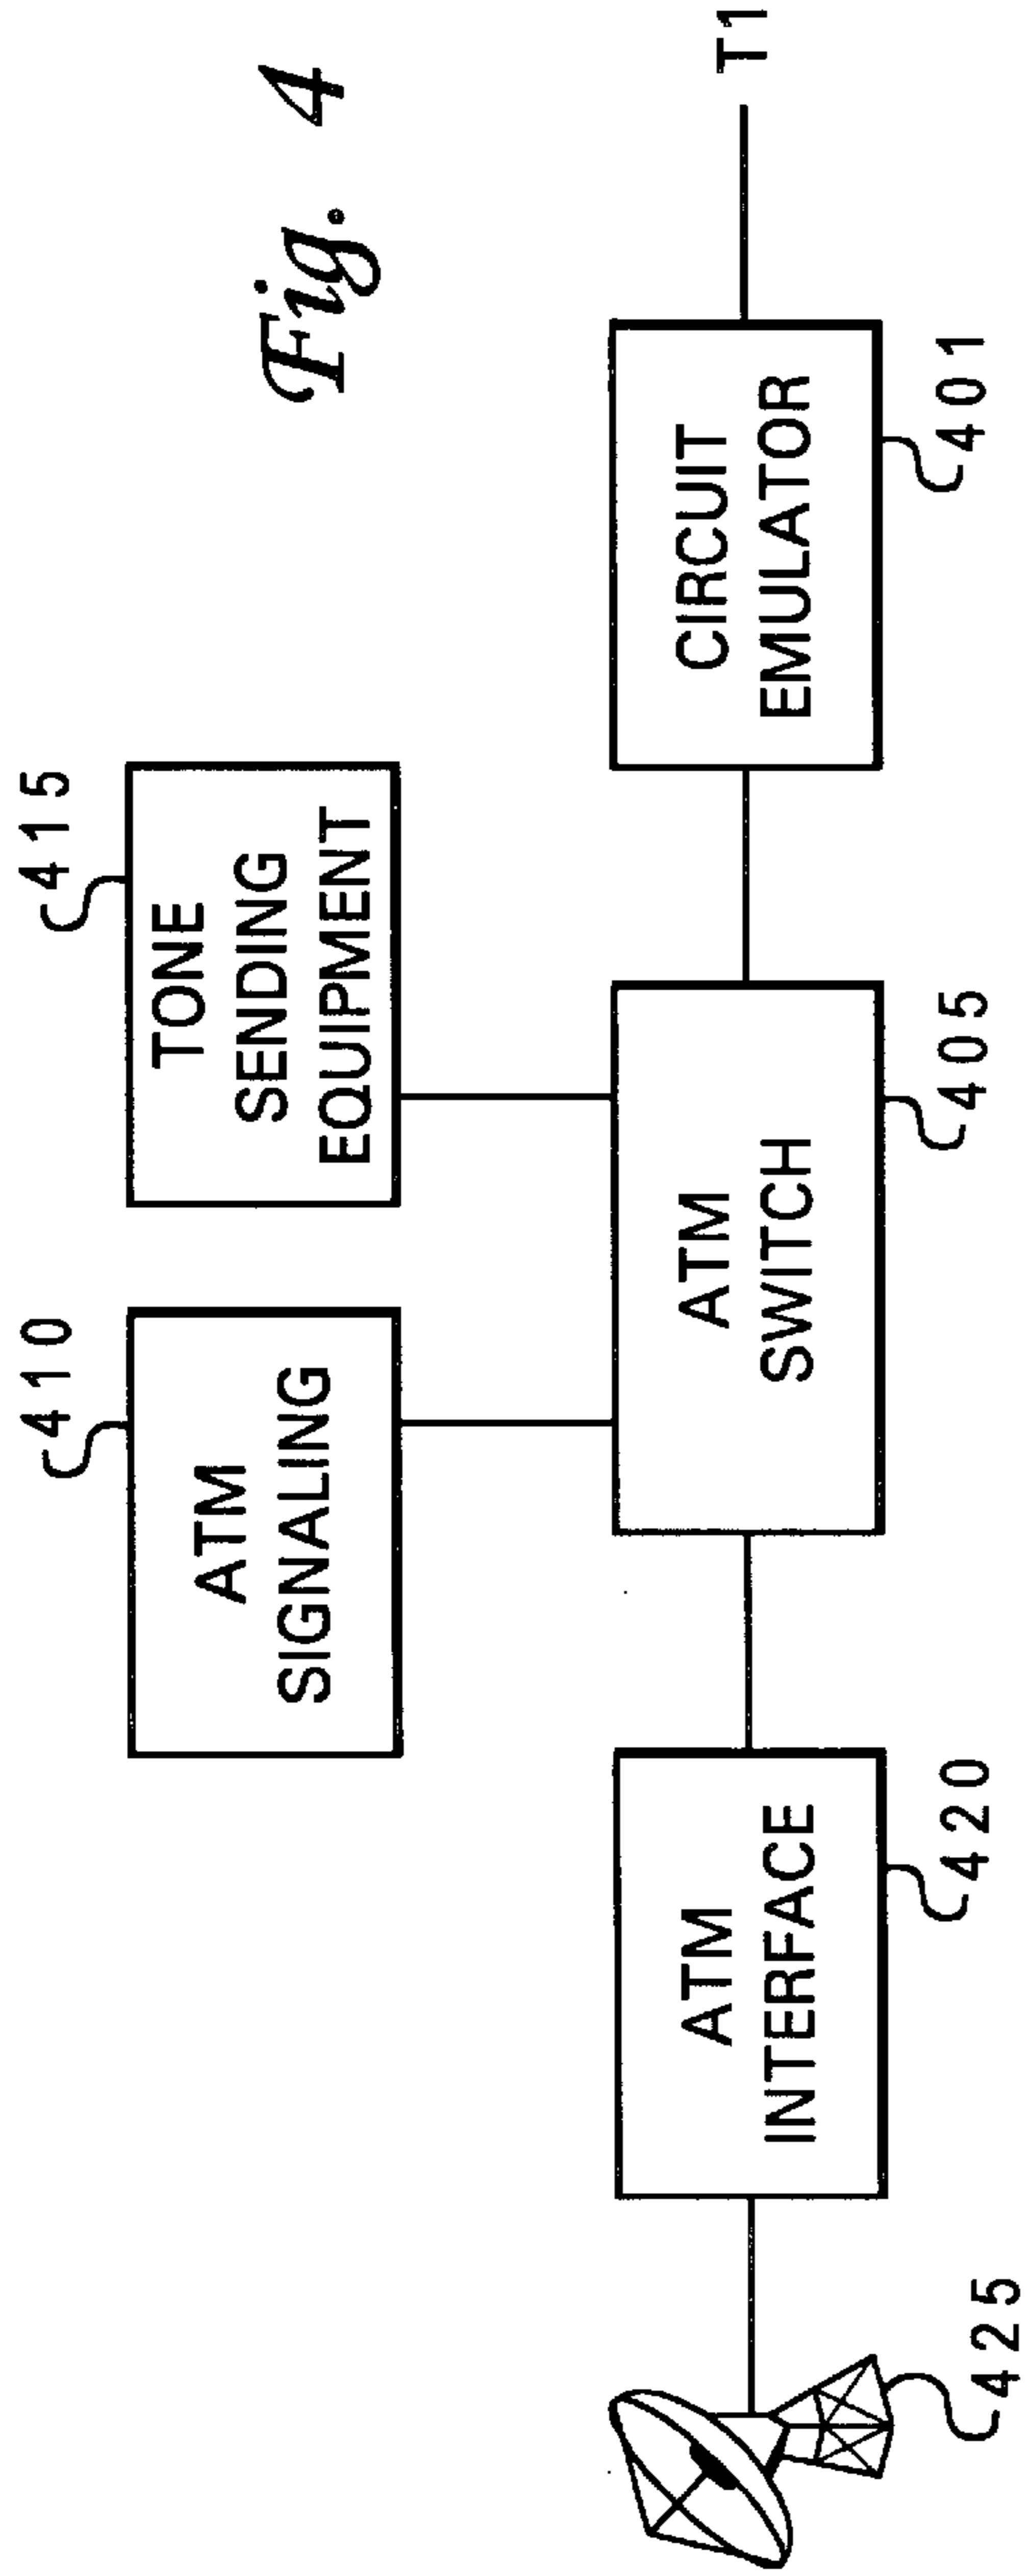 410
415
ATM
SIGNALING
TONE
SENDING
EQUIPMENT
ATM
INTERFACE
ATM
SWITCH
CIRCUIT
EMULATOR
T1
425
420
405
401
Fig. 4